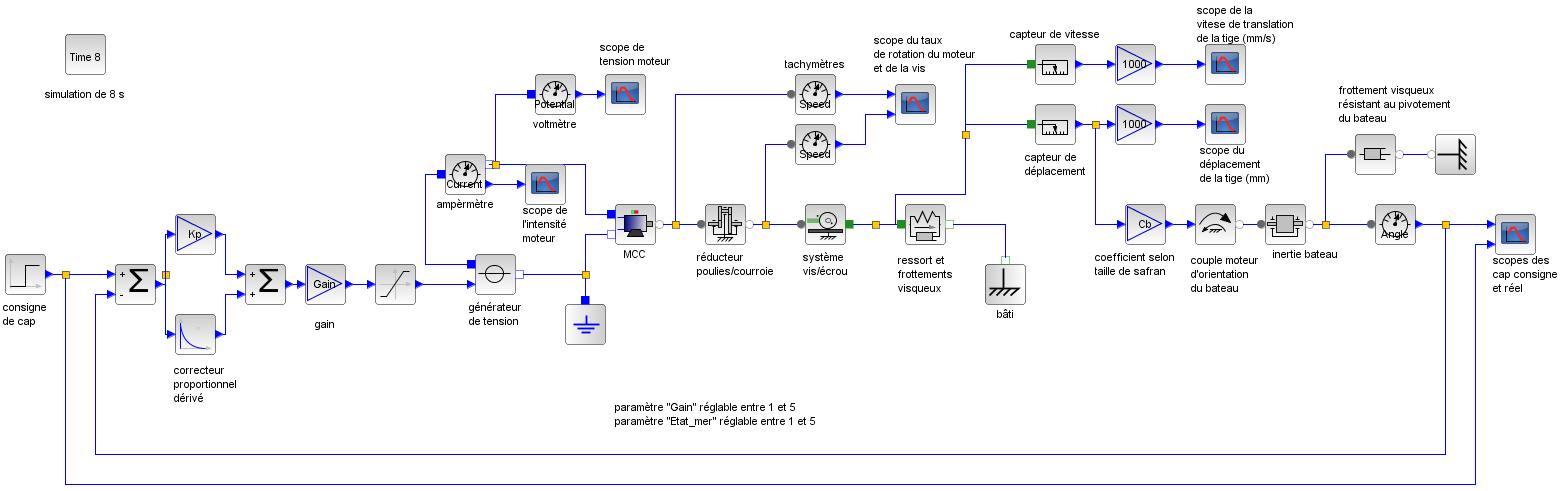 Time 8
simulation de 8 s
consigne
de cap
+
-
Σ
Kp
correcteur
proportionnel
dérivé
+
+
Σ
Gain
gain
Current
ampèrmètre
Potential
voltmètre
scope de
tension moteur
scope de
l'intensité
moteur
générateur
de tension
MCC
réducteur
poulies/courroie
tachymètres
Speed
Speed
scope du taux
de rotation du moteur
et de la vis
système
vis/écrou
ressort et
frottements
visqueux
bâti
capteur de vitesse
1000
scope de la
vitese de translation
de la tige (mm/s)
capteur de
déplacement
1000
scope du
déplacement
de la tige (mm)
Cb
coefficient selon
taille de safran
couple moteur
d'orientation
du bateau
inertie bateau
frottement visqueux
résistant au pivotement
du bateau
Angle
scopes des
cap consigne
et réel
paramètre "Gain" réglable entre 1 et 5
paramètre "Etat_mer" réglable entre 1 et 5